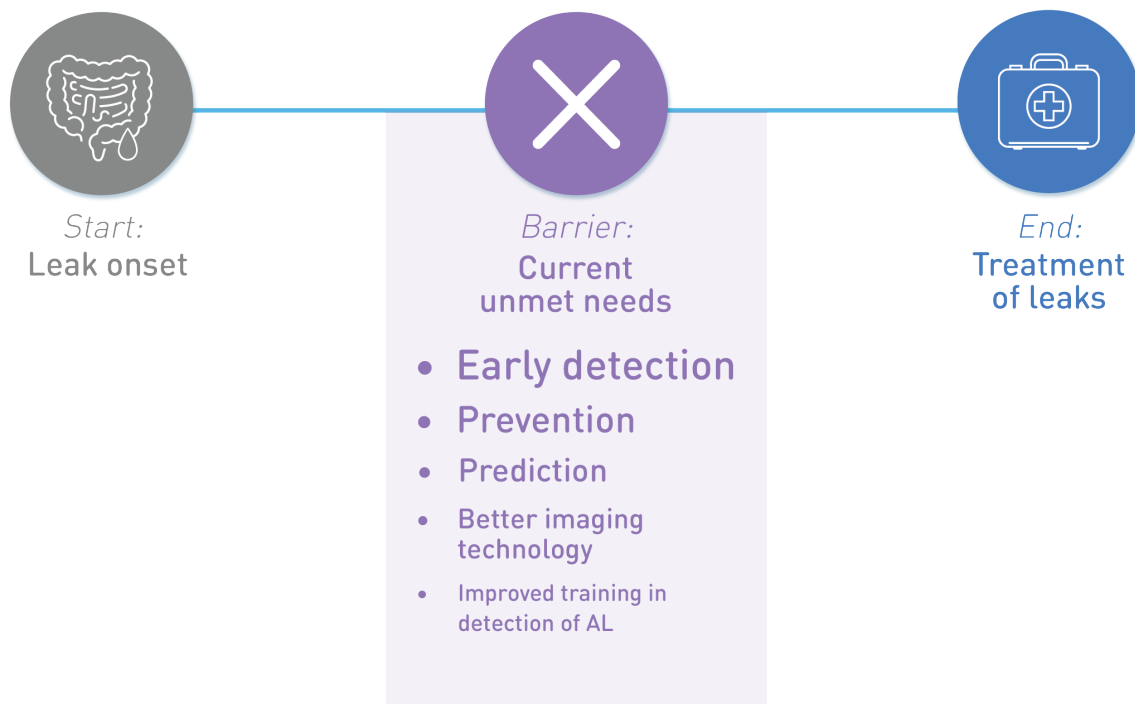 Start:
Leak onset
Barrier:
Current
unmet needs
• Early detection
• Prevention
• Prediction
• Better imaging
technology
• Improved training in
detection of AL
End:
Treatment
of leaks